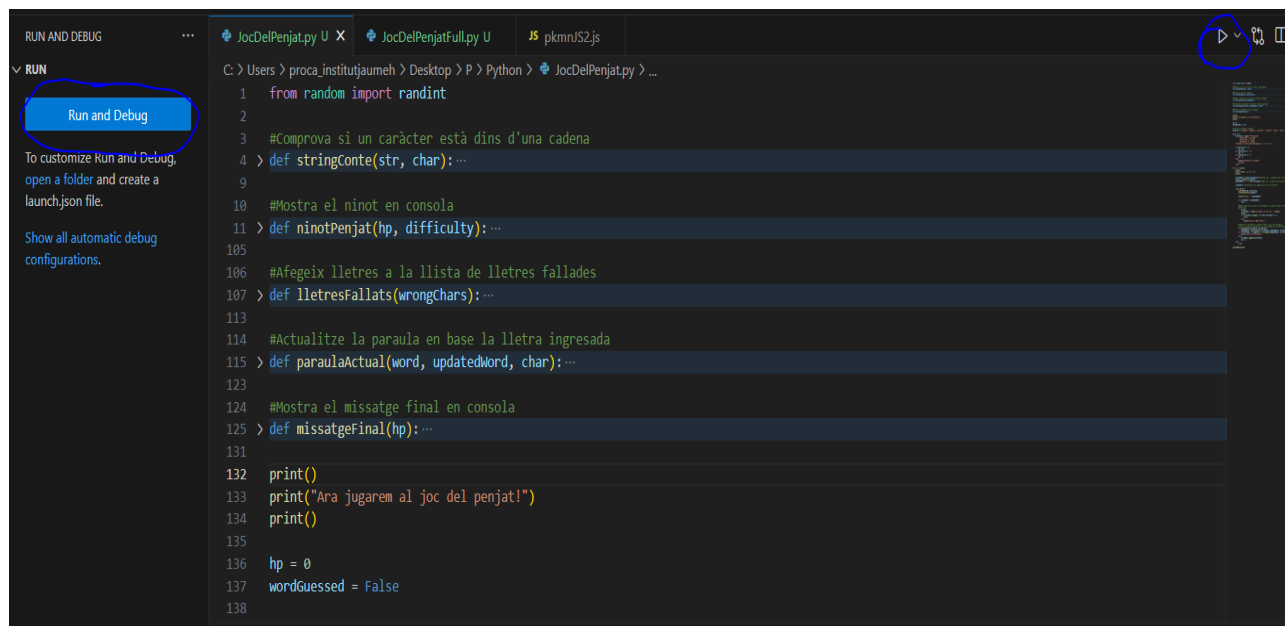 RUN AND DEBUG ···
RUN
Run and Debug
To customize Run and Debug,
open a folder and create a
launch.json file.
Show all automatic debug
configurations.
JocDelPenjat.py U X JocDelPenjatFull.py U JS pkmnJS2.js
C: > Users > proca_institutjaumeh > Desktop > P > Python > JocDelPenjat.py > ...
1 from random import randint
2
3 #Comprova si un caràcter està dins d'una cadena
4 > def stringConte(str, char): ···
9
10 #Mostra el ninot en consola
11 > def ninotPenjat(hp, difficulty): ···
105
106 #Afegeix lletres a la llista de lletres fallades
107 > def lletresFallats(wrongChars): ···
113
114 #Actualitze la paraula en base la lletra ingresada
115 > def paraulaActual(word, updatedWord, char): ···
123
124 #Mostra el missatge final en consola
125 > def missatgeFinal(hp): ···
131
132 print()
133 print("Ara jugarem al joc del penjat!")
134 print()
135
136 hp = 0
137 wordGuessed = False
138